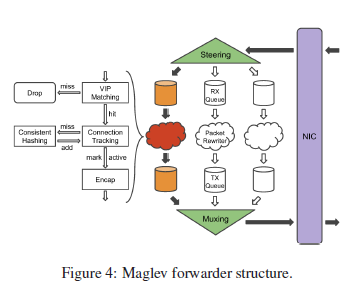 Steering
miss
Drop
VIP
Matching
RX
Queue
hit
Consistent
Hashing
miss
add
Connection
Tracking
Packet
Rewriter
NIC
mark
active
Encap
TX
Queue
Muxing
Figure 4: Maglev forwarder structure.